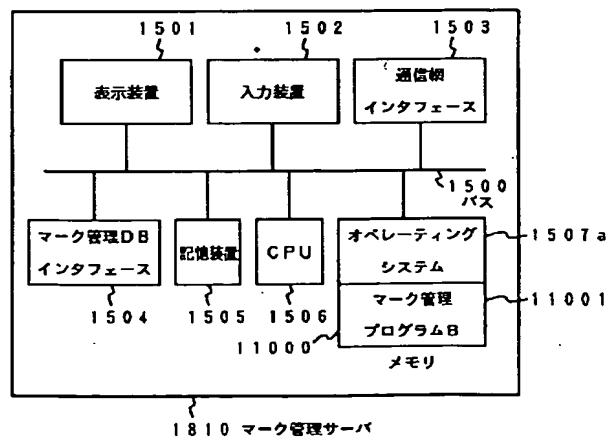 1501
1502
1503
表示装置
入力装置
通信網
インタフェース
1500
バス
マーク管理DB
インタフェース
記憶装置
CPU
オペレーティング
システム
1507a
マーク管理
プログラムB
11001
1504
1505
1506
11000
メモリ
1810 マーク管理サーバ